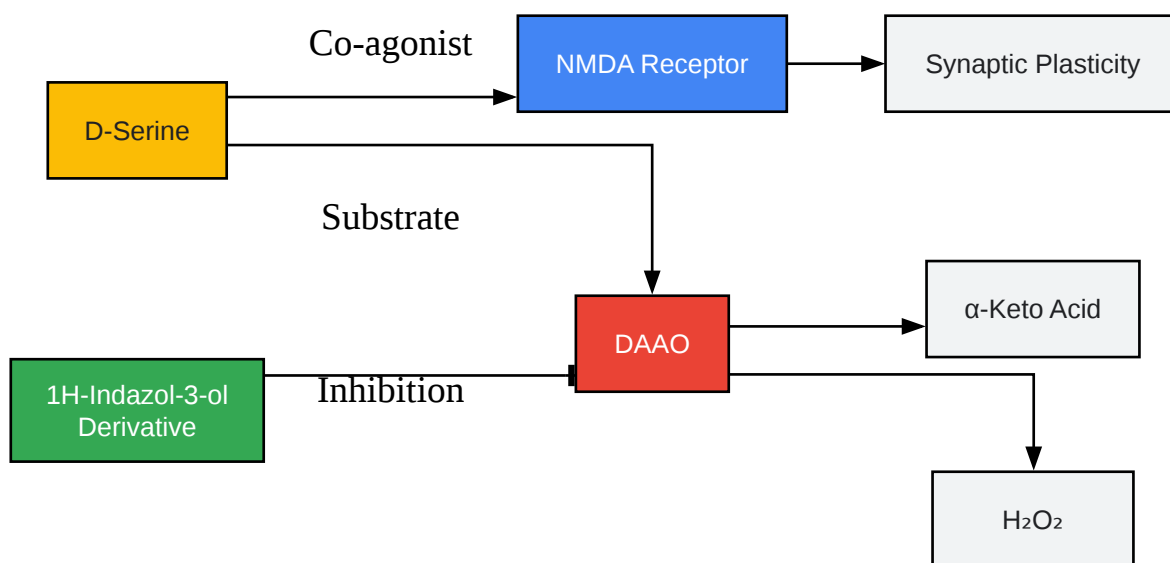 Co-agonist
NMDA Receptor
Synaptic Plasticity
D-Serine
Substrate
DAAO
α-Keto Acid
1H-Indazol-3-ol
Derivative
Inhibition
H₂O₂